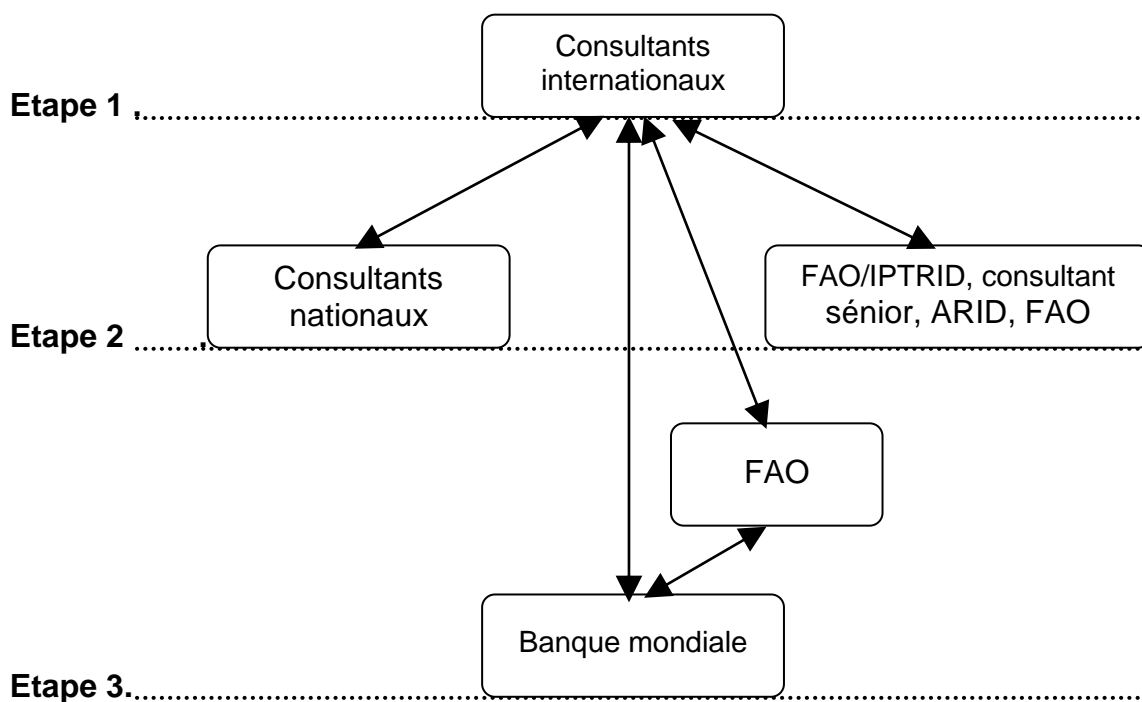 Consultants
internationaux
Etape 1 .
Consultants
nationaux
FAO/IPTRID, consultant
sénior, ARID, FAO
Etape 2 .
FAO
Banque mondiale
Etape 3.